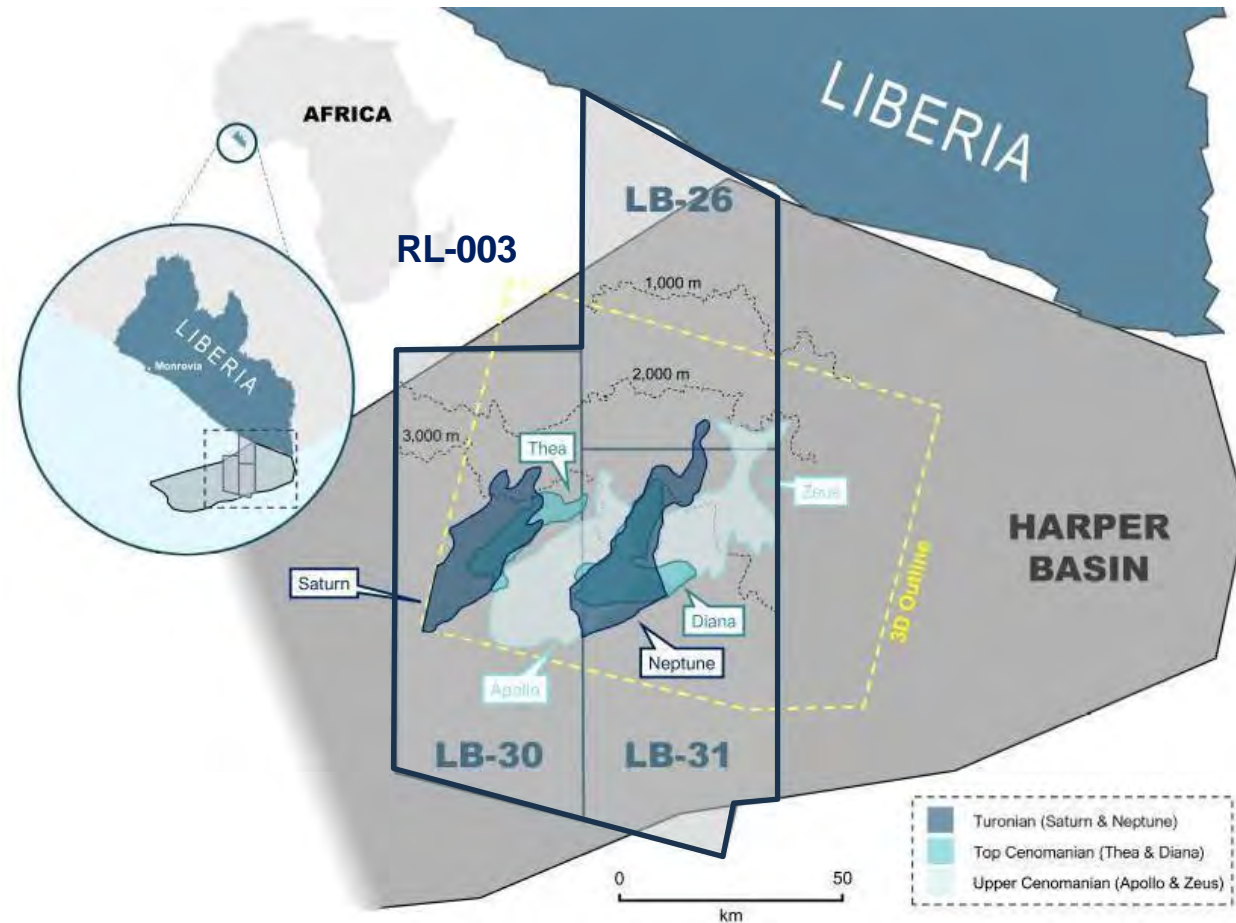 AFRICA
LIBERIA
LB-26
RL-003
1,000 m
LIBERIA
Monrovia
2,000 m
3,000 m
Thea
Zeus
HARPER
BASIN
Saturn
3D Outline
Diana
Neptune
Apollo
LB-30
LB-31
Turonian (Saturn & Neptune)
Top Cenomanian (Thea & Diana)
Upper Cenomanian (Apollo & Zeus)
0
50
km